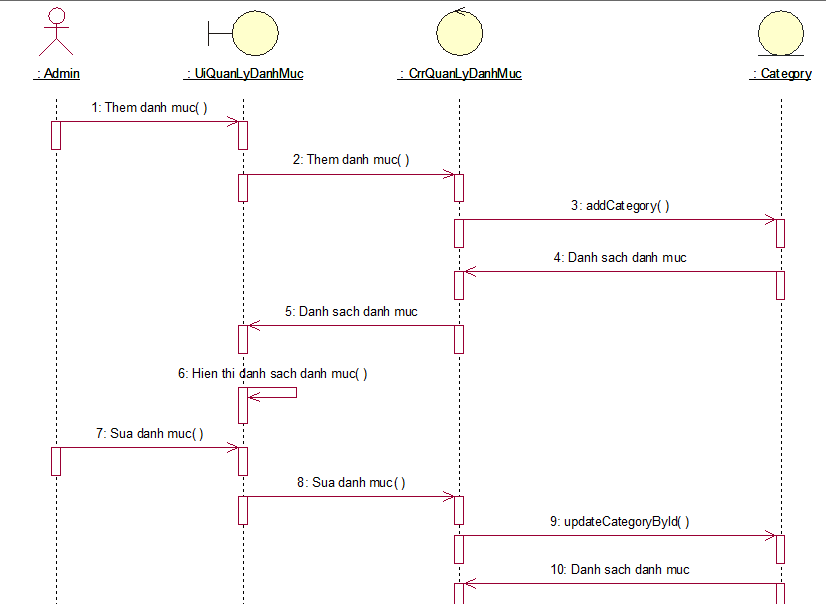 : Admin
: UiQuanLyDanhMuc
: CrrQuanLyDanhMuc
: Category
1: Them danh muc( )
2: Them danh muc( )
3: addCategory( )
4: Danh sach danh muc
5: Danh sach danh muc
6: Hien thi danh sach danh muc( )
7: Sua danh muc( )
8: Sua danh muc( )
9: updateCategoryById( )
10: Danh sach danh muc